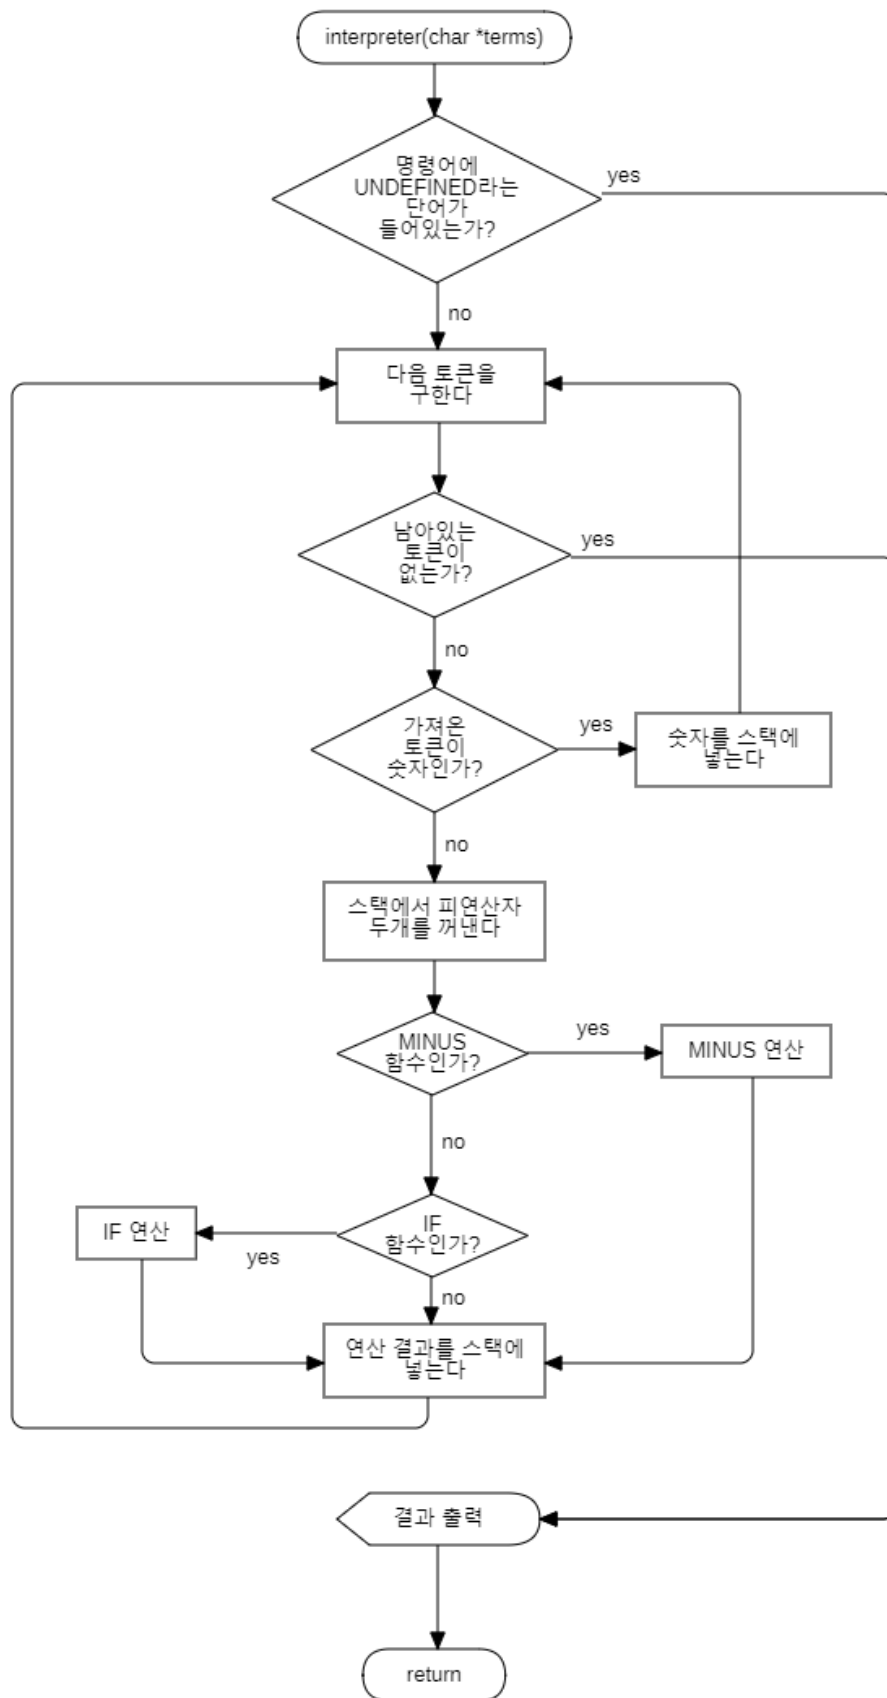 interpreter(char *terms)
명령어에
UNDEFINED라는
단어가
들어있는가?
yes
no
다음 토큰을
구한다
남아있는
토큰이
없는가?
yes
no
가져온
토큰이
숫자인가?
yes
숫자를 스택에
넣는다
no
스택에서 피연산자
두개를 꺼낸다
MINUS
함수인가?
yes
MINUS 연산
no
IF
함수인가?
yes
IF 연산
no
연산 결과를 스택에
넣는다
결과 출력
return